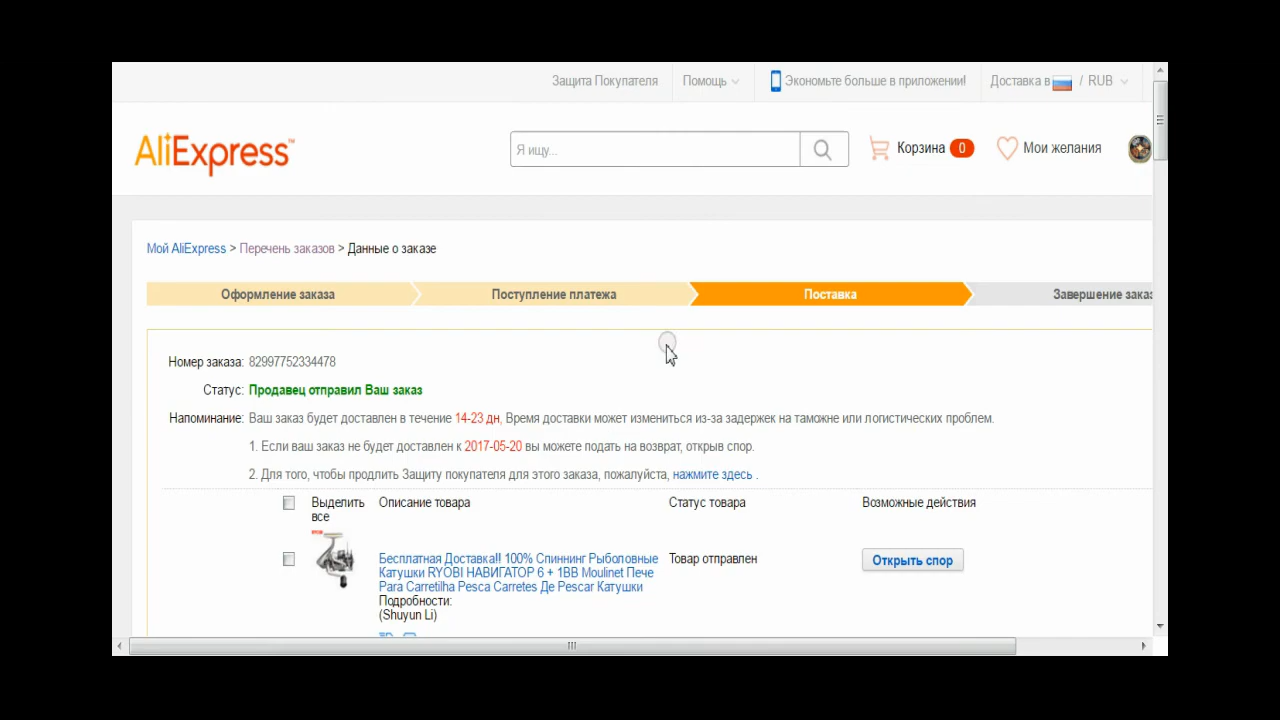 Защита Покупателя Помощь Экономьте больше в приложении! Доставка в / RUB
AliExpress™ Я ищу... Корзина 0 Мои желания
Мой AliExpress > Перечень заказов > Данные о заказе
Оформление заказа Поступление платежа Поставка Завершение заказ
Номер заказа: 82997752334478
Статус: Продавец отправил Ваш заказ
Напоминание: Ваш заказ будет доставлен в течение 14-23 дн, Время доставки может измениться из-за задержек на таможне или логистических проблем.
1. Если ваш заказ не будет доставлен к 2017-05-20 вы можете подать на возврат, открыв спор.
2. Для того, чтобы продлить Защиту покупателя для этого заказа, пожалуйста, нажмите здесь .
Выделить Описание товара Статус товара Возможные действия
все
Бесплатная Доставка!! 100% Спиннинг Рыболовные Товар отправлен Открыть спор
Катушки RYOBI НАВИГАТОР 6 + 1BB Moulinet Пече
Para Carretilha Pesca Carretes Де Pescar Катушки
Подробности:
(Shuyun Li)